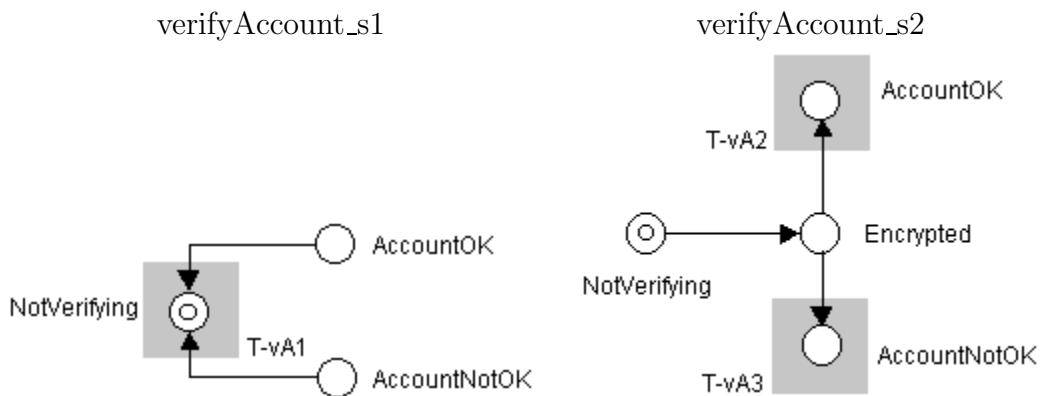 verifyAccount_s1
verifyAccount_s2
AccountOK
T-vA2
AccountOK
Encrypted
NotVerifying
NotVerifying
T-vA1
AccountNotOK
AccountNotOK
T-vA3